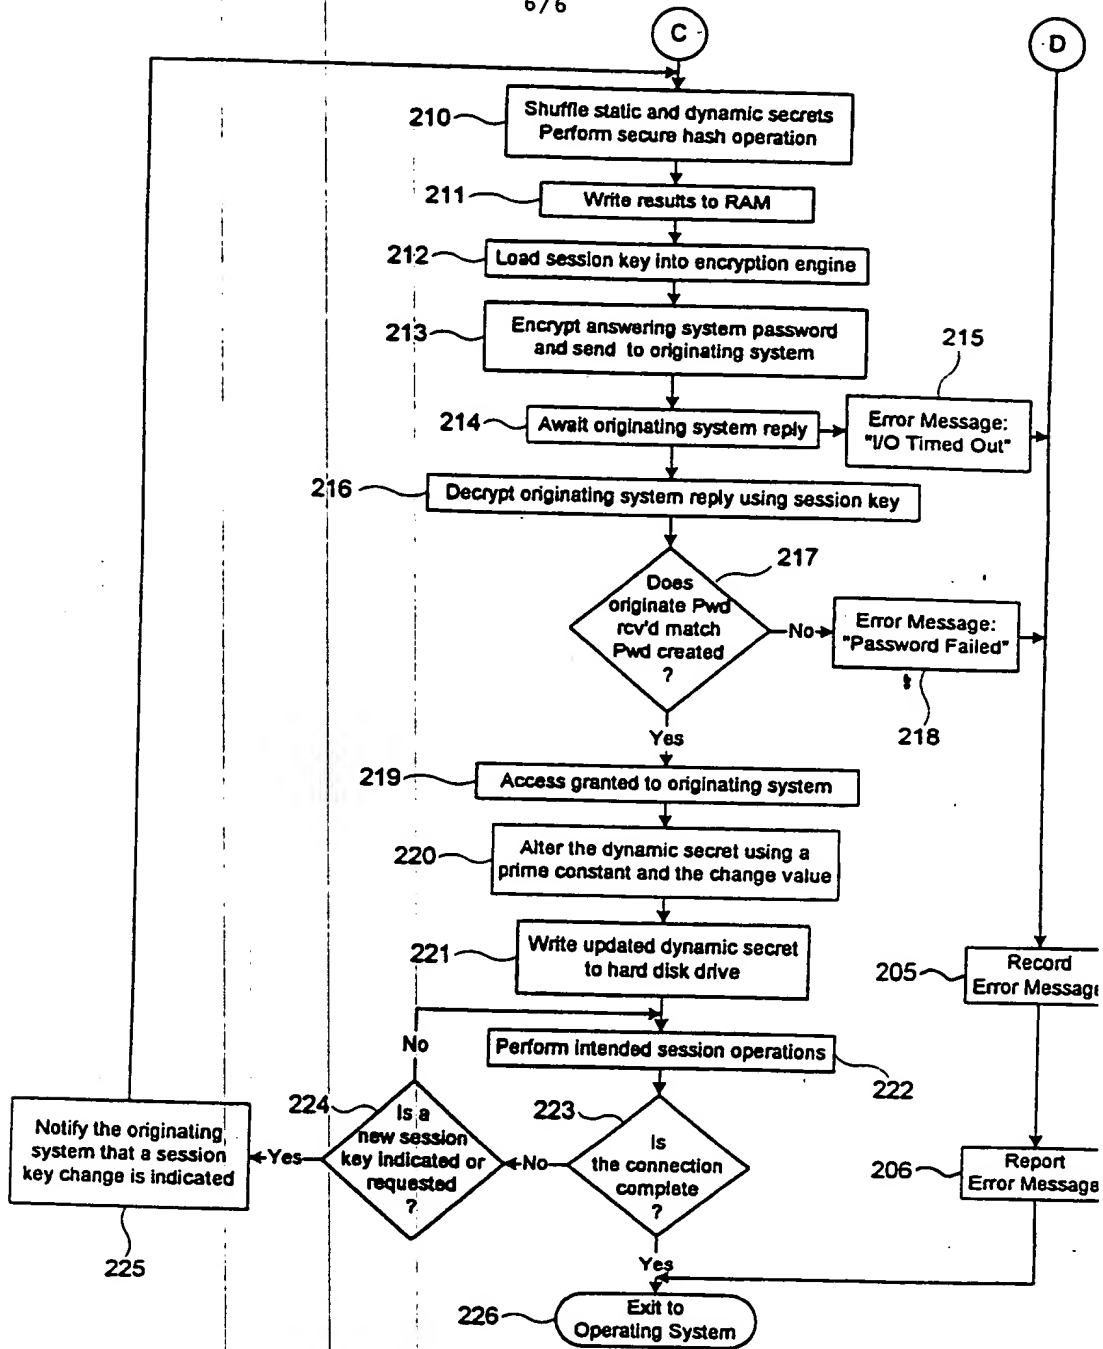 6/6
C
D
210
Shuffle static and dynamic secrets
Perform secure hash operation
211
Write results to RAM
212
Load session key into encryption engine
213
Encrypt answering system password
and send to originating system
214
Await originating system reply
215
Error Message:
"I/O Timed Out"
216
Decrypt originating system reply using session key
217
Does
originate Pwd
rcv'd match
Pwd created
?
No
Error Message:
"Password Failed"
218
Yes
219
Access granted to originating system
220
Alter the dynamic secret using a
prime constant and the change value
221
Write updated dynamic secret
to hard disk drive
205
Record
Error Message
No
Perform intended session operations
222
224
Is a
new session
key indicated or
requested
?
223
Is
the connection
complete
?
No
Yes
Notify the originating
system that a session
key change is indicated
225
206
Report
Error Message
Yes
226
Exit to
Operating System